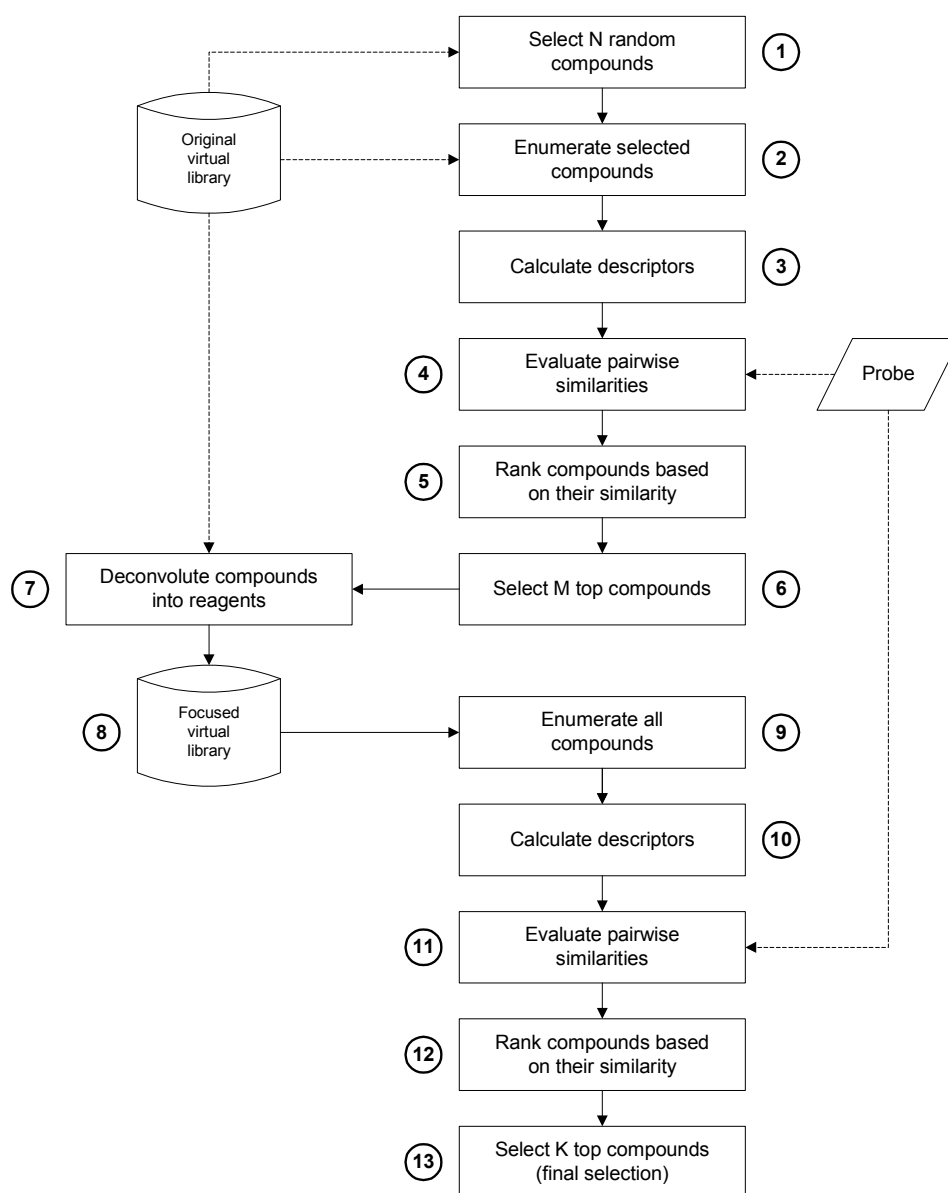 Select N random
compounds
1
Original
virtual
library
Enumerate selected
compounds
2
Calculate descriptors
3
4
Evaluate pairwise
similarities
Probe
5
Rank compounds based
on their similarity
7
Deconvolute compounds
into reagents
Select M top compounds
6
8
Focused
virtual
library
Enumerate all
compounds
9
Calculate descriptors
10
11
Evaluate pairwise
similarities
12
Rank compounds based
on their similarity
13
Select K top compounds
(final selection)